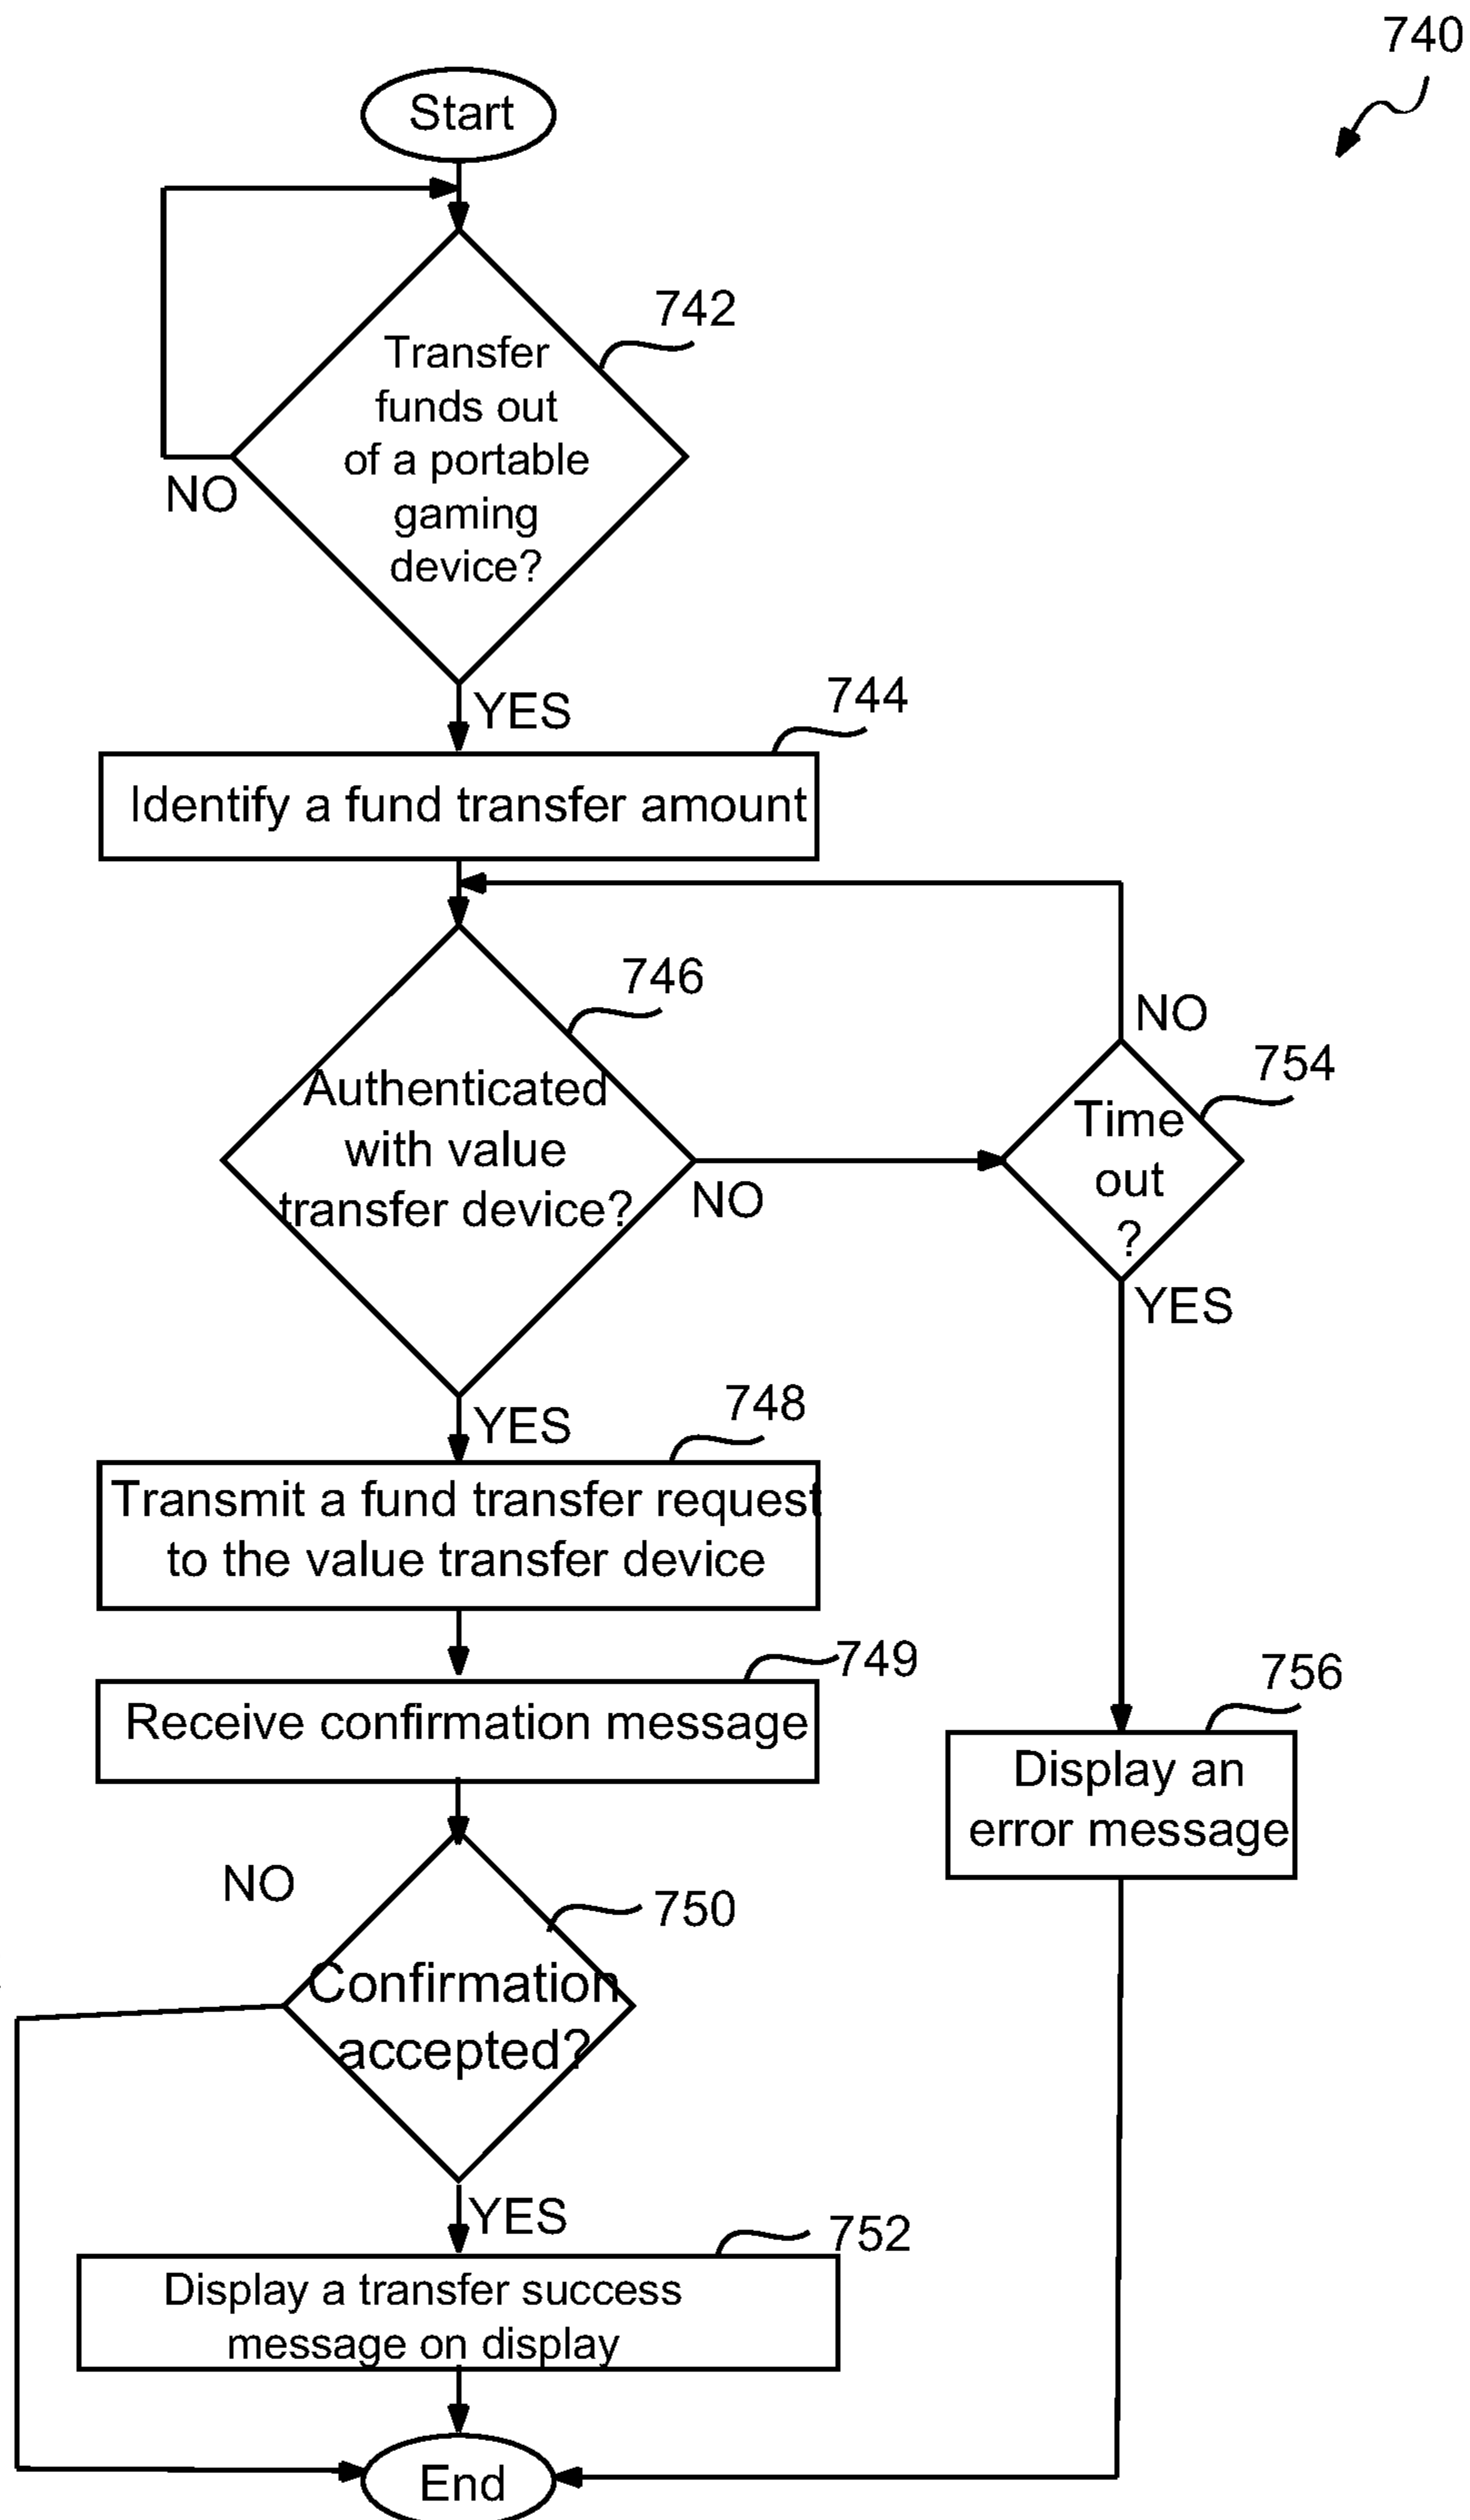 740
Start
742
Transfer
funds out
of a portable
gaming
device?
NO
YES
744
Identify a fund transfer amount
746
Authenticated
with value
transfer device?
NO
NO
754
Time
out
?
YES
YES
748
Transmit a fund transfer request
to the value transfer device
749
Receive confirmation message
756
Display an
error message
NO
750
Confirmation
accepted?
YES
752
Display a transfer success
message on display
End